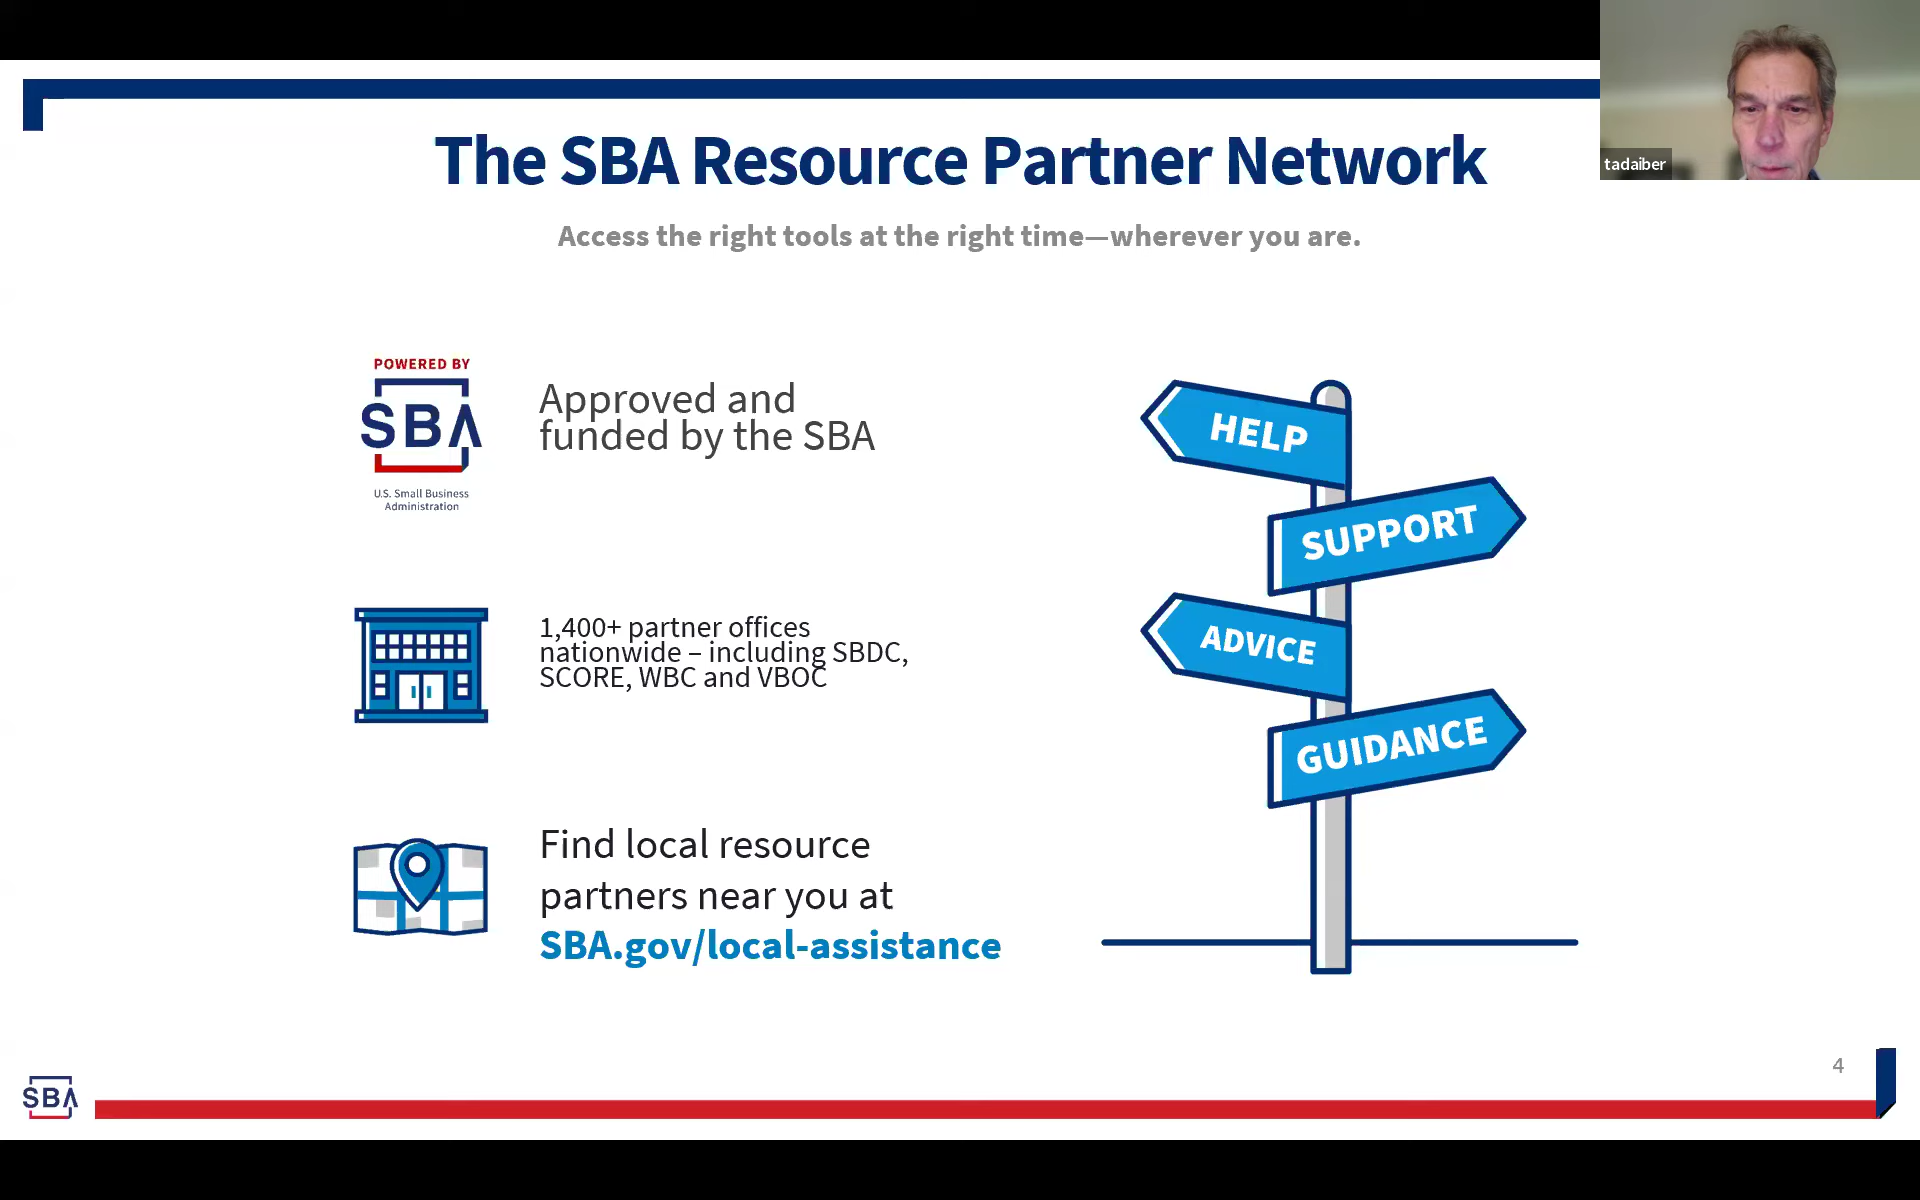 The SBA Resource Partner Network
tadaiber
Access the right tools at the right time—wherever you are.
POWERED BY
SBA
U.S. Small Business
Administration
Approved and
funded by the SBA
1,400+ partner offices
nationwide – including SBDC,
SCORE, WBC and VBOC
Find local resource
partners near you at
SBA.gov/local-assistance
HELP
SUPPORT
ADVICE
GUIDANCE
4
SBA